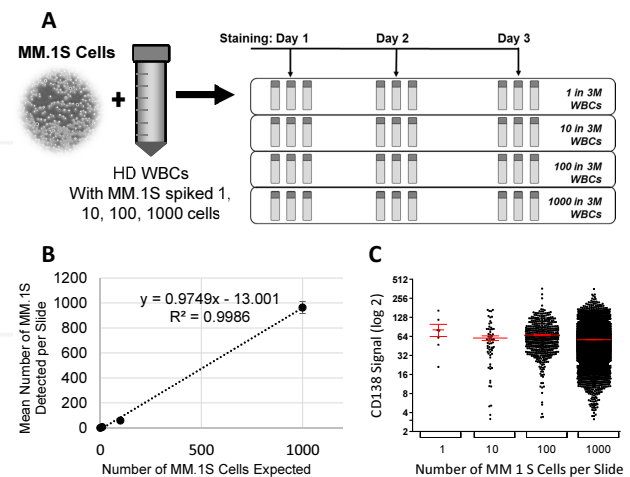 A
MM.1S Cells
+
HD WBCs
With MM.1S spiked 1,
10, 100, 1000 cells
Staining: Day 1 Day 2 Day 3
1 in 3M
WBCs
10 in 3M
WBCs
100 in 3M
WBCs
1000 in 3M
WBCs
B
Mean Number of MM.1S
Detected per Slide
1200
1000
800
600
400
200
0
y = 0.9749x - 13.001
R² = 0.9986
0 500 1000
Number of MM.1S Cells Expected
C
CD138 Signal (log 2)
512
256
128
64
32
16
8
4
2
1 10 100 1000
Number of MM 1 S Cells per Slide